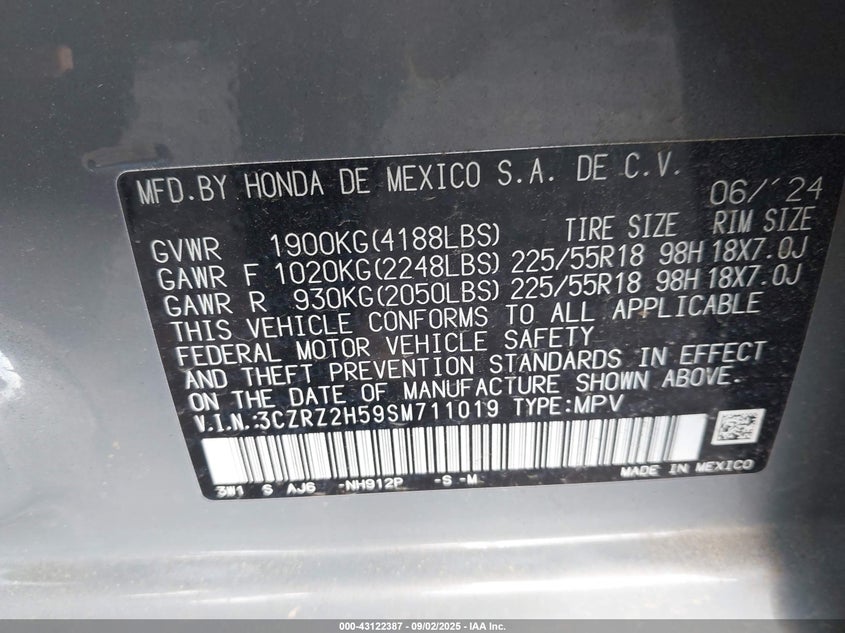 MFD.BY HONDA DE MEXICO S.A. DE C.V. 06/'24
GVWR 1900KG(4188LBS) TIRE SIZE RIM SIZE
GAWR F 1020KG(2248LBS) 225/55R18 98H 18X7.0J
GAWR R 930KG(2050LBS) 225/55R18 98H 18X7.0J
THIS VEHICLE CONFORMS TO ALL APPLICABLE
FEDERAL MOTOR VEHICLE SAFETY
AND THEFT PREVENTION STANDARDS IN EFFECT
ON THE DATE OF MANUFACTURE SHOWN ABOVE.
V.I.N.:3CZRZ2H59SM711019 TYPE:MPV
3W1 S AJ6 -NH912P -S -M MADE IN MEXICO
000-43122387 - 09/02/2025 - IAA Inc.